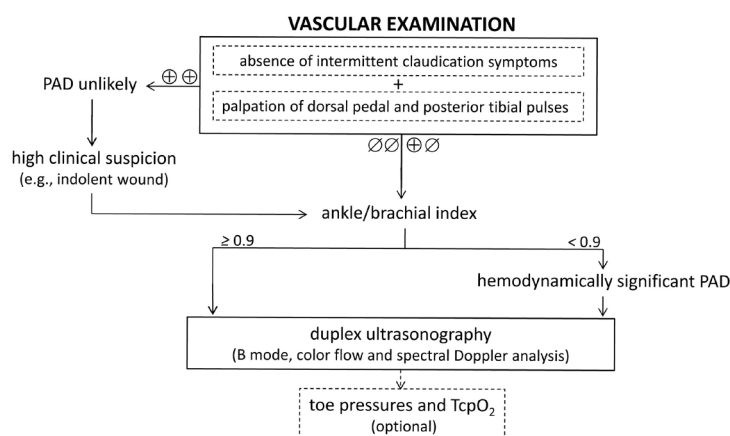 VASCULAR EXAMINATION
absence of intermittent claudication symptoms
+
palpation of dorsal pedal and posterior tibial pulses
⊕ ⊕
PAD unlikely
∅∅ ⊕∅
high clinical suspicion
(e.g., indolent wound)
ankle/brachial index
≥ 0.9
< 0.9
hemodynamically significant PAD
duplex ultrasonography
(B mode, color flow and spectral Doppler analysis)
toe pressures and TcpO₂
(optional)